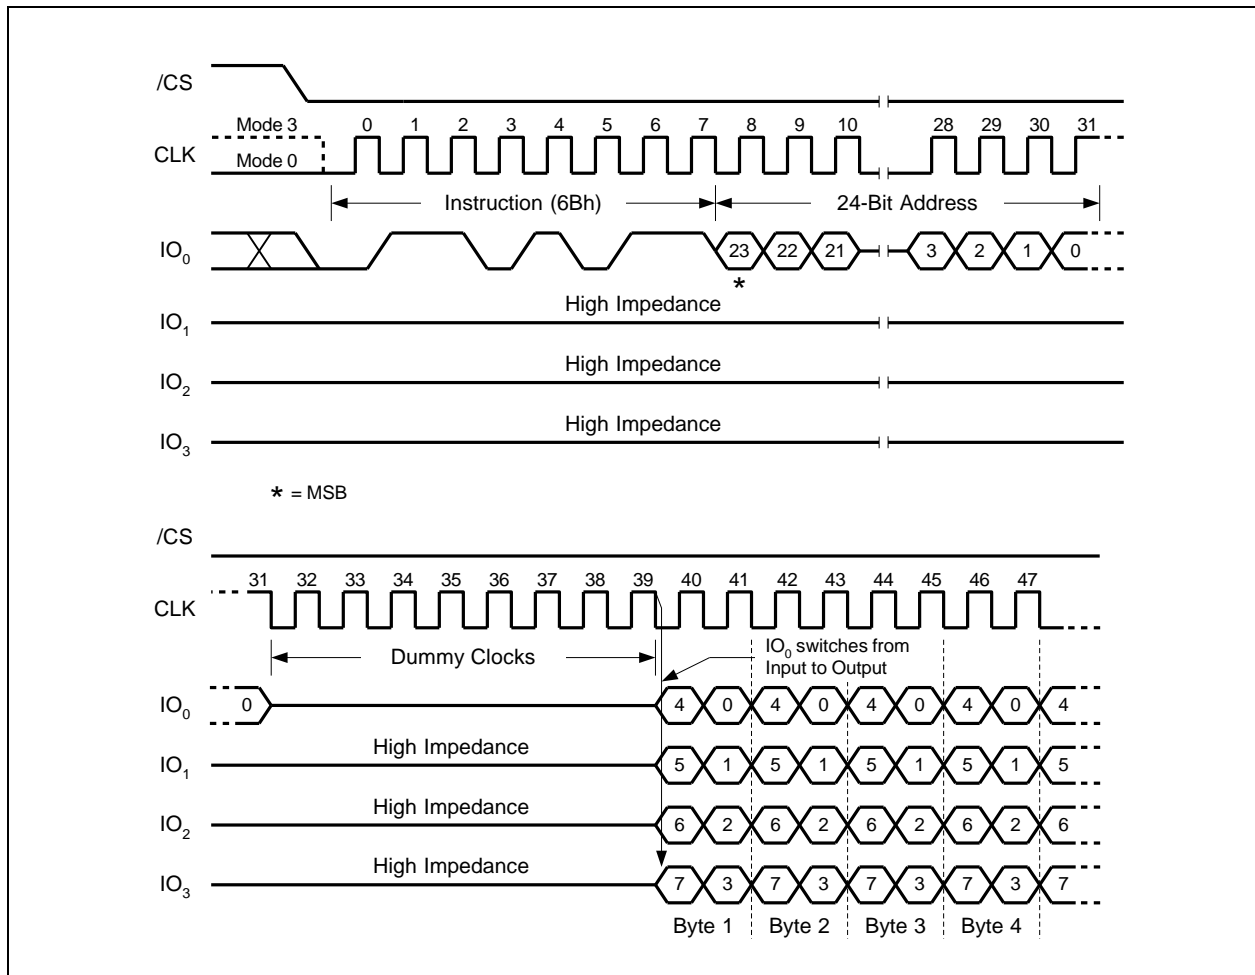 /CS
Mode 3
0 1 2 3 4 5 6 7 8 9 10 28 29 30 31
CLK
Mode 0
Instruction (6Bh) 24-Bit Address
IO0 23 22 21 3 2 1 0
*
High Impedance
IO1
High Impedance
IO2
High Impedance
IO3
* = MSB
/CS
31 32 33 34 35 36 37 38 39 40 41 42 43 44 45 46 47
CLK
Dummy Clocks
IO0 switches from
Input to Output
IO0 0 4 0 4 0 4 0 4 0 4
High Impedance
IO1 5 1 5 1 5 1 5 1 5
High Impedance
IO2 6 2 6 2 6 2 6 2 6
High Impedance
IO3 7 3 7 3 7 3 7 3 7
Byte 1 Byte 2 Byte 3 Byte 4